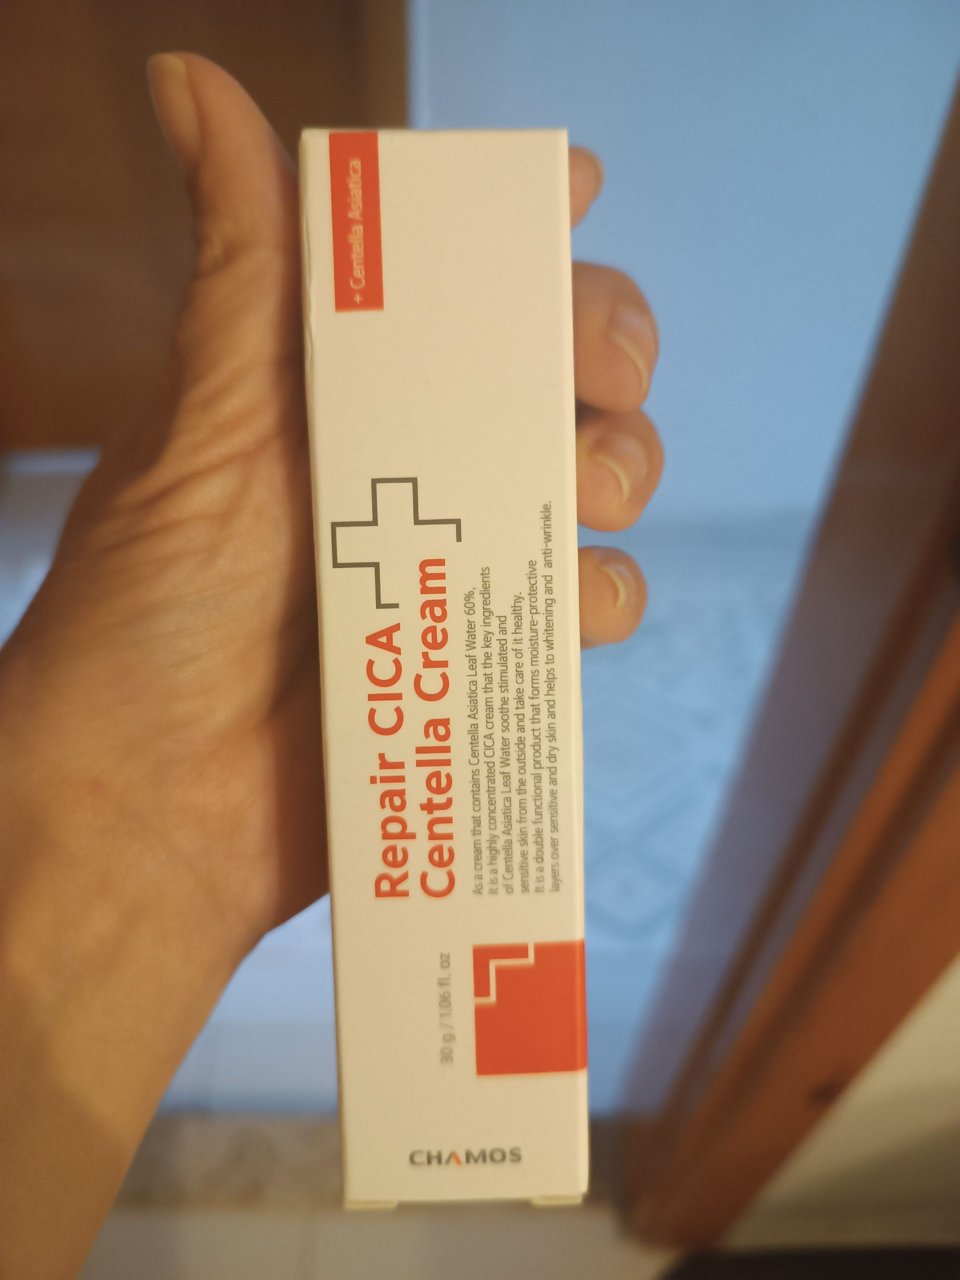 + Centella Asiatica
Repair CICA
Centella Cream
As a cream that contains Centella Asiatica Leaf Water 60%,
it is a highly concentrated CICA cream that the key ingredients
of Centella Asiatica Leaf Water soothe stimulated and
sensitive skin from the outside and take care of it healthy.
It is a double functional product that forms moisture-protective
layers over sensitive and dry skin and helps to whitening and anti-wrinkle.
30 g / 1.06 fl. oz
CHAMOS